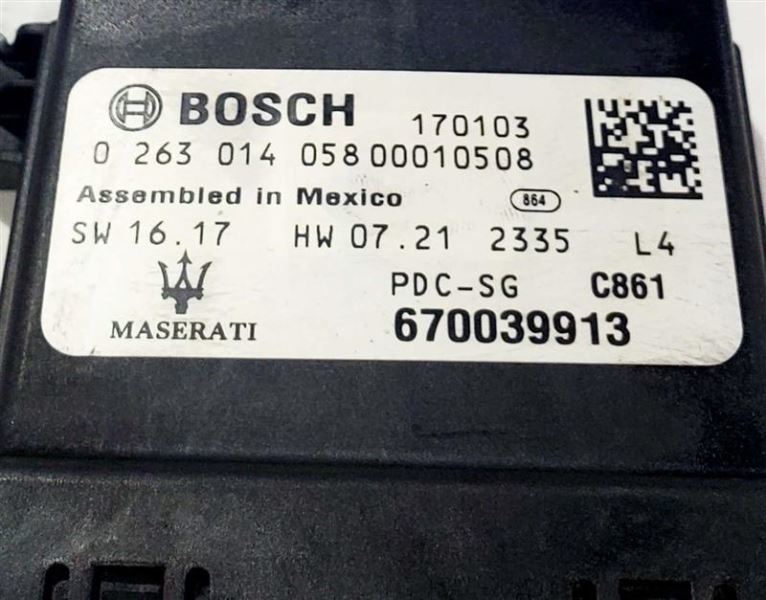 BOSCH 170103
0 263 014 058 00010508
Assembled in Mexico 864
SW 16.17 HW 07.21 2335 L4
PDC-SG C861
MASERATI 670039913